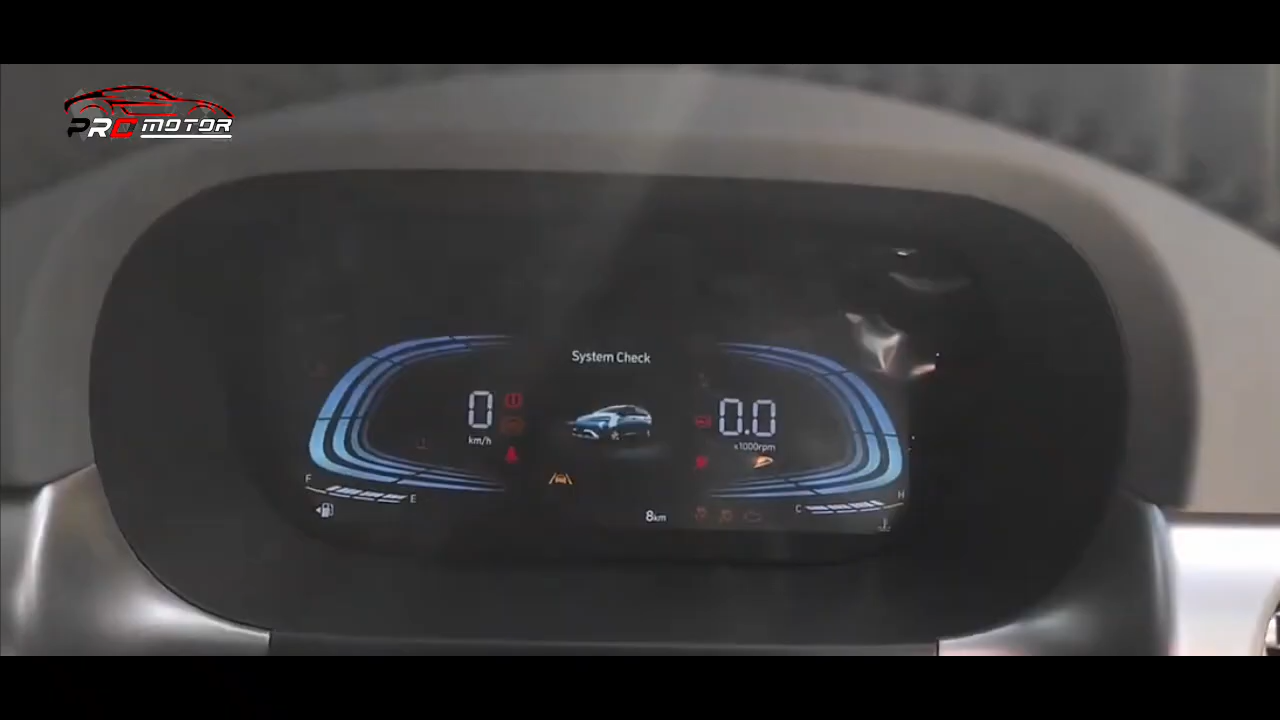 PRO MOTOR
System Check
0
km/h
0.0
x1000rpm
F
E
8km
C
H